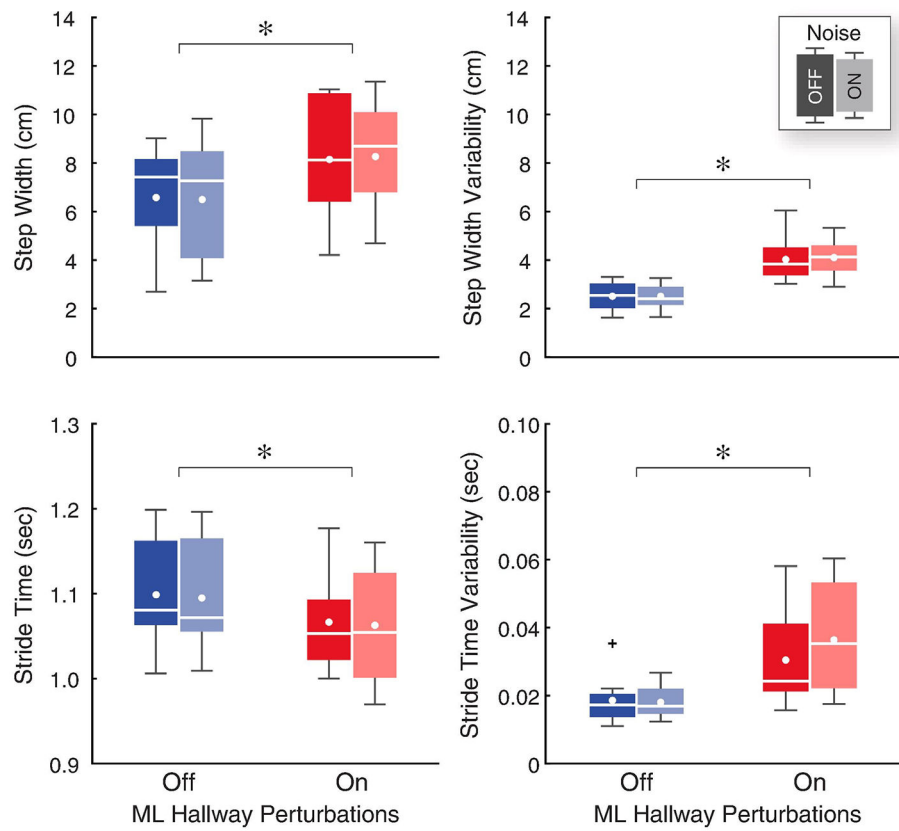 Step Width (cm)
14
12
10
8
6
4
2
0
*
Step Width Variability (cm)
14
12
10
8
6
4
2
0
*
Noise
OFF
ON
Stride Time (sec)
1.3
1.2
1.1
1.0
0.9
*
Off
On
ML Hallway Perturbations
Stride Time Variability (sec)
0.10
0.08
0.06
0.04
0.02
0
*
+
Off
On
ML Hallway Perturbations